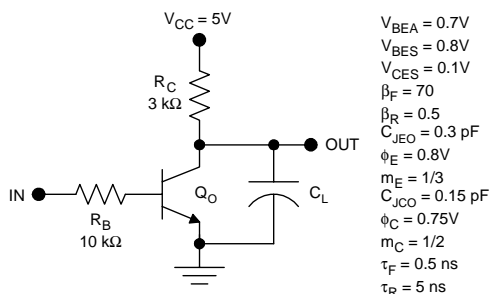 V_CC = 5V
R_C
3 kΩ
OUT
IN
R_B
10 kΩ
Q_O
C_L
V_BEA = 0.7V
V_BES = 0.8V
V_CES = 0.1V
β_F = 70
β_R = 0.5
C_JEO = 0.3 pF
ϕ_E = 0.8V
m_E = 1/3
C_JCO = 0.15 pF
ϕ_C = 0.75V
m_C = 1/2
τ_F = 0.5 ns
τ_R = 5 ns